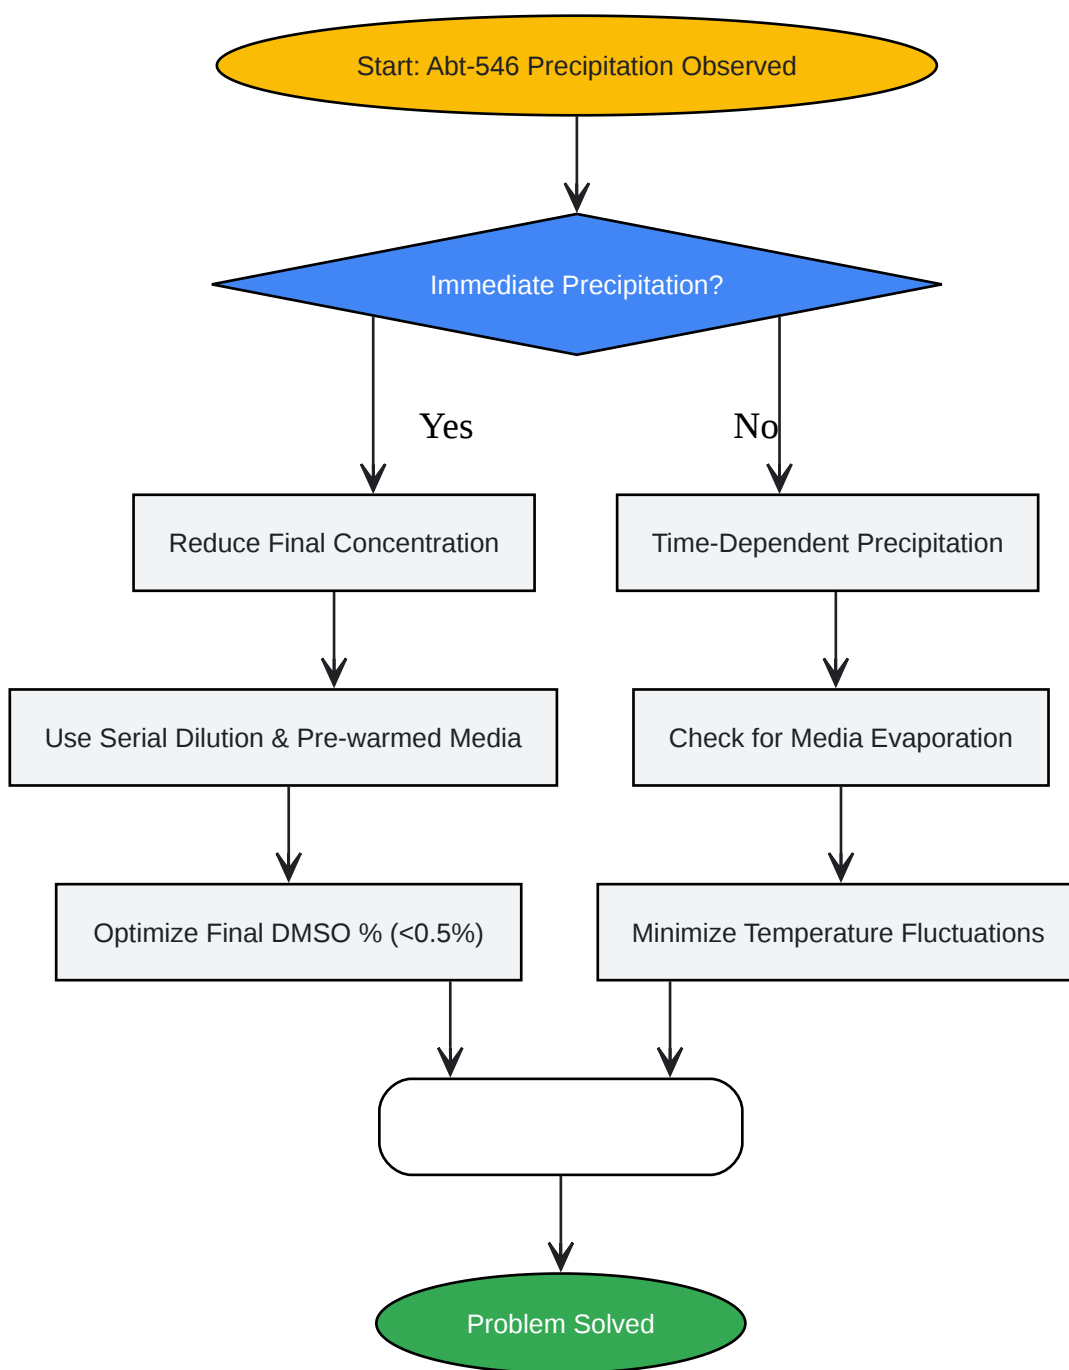 Start: Abt-546 Precipitation Observed
Immediate Precipitation?
Yes
No
Reduce Final Concentration
Time-Dependent Precipitation
Use Serial Dilution & Pre-warmed Media
Check for Media Evaporation
Optimize Final DMSO % (<0.5%)
Minimize Temperature Fluctuations
Problem Solved